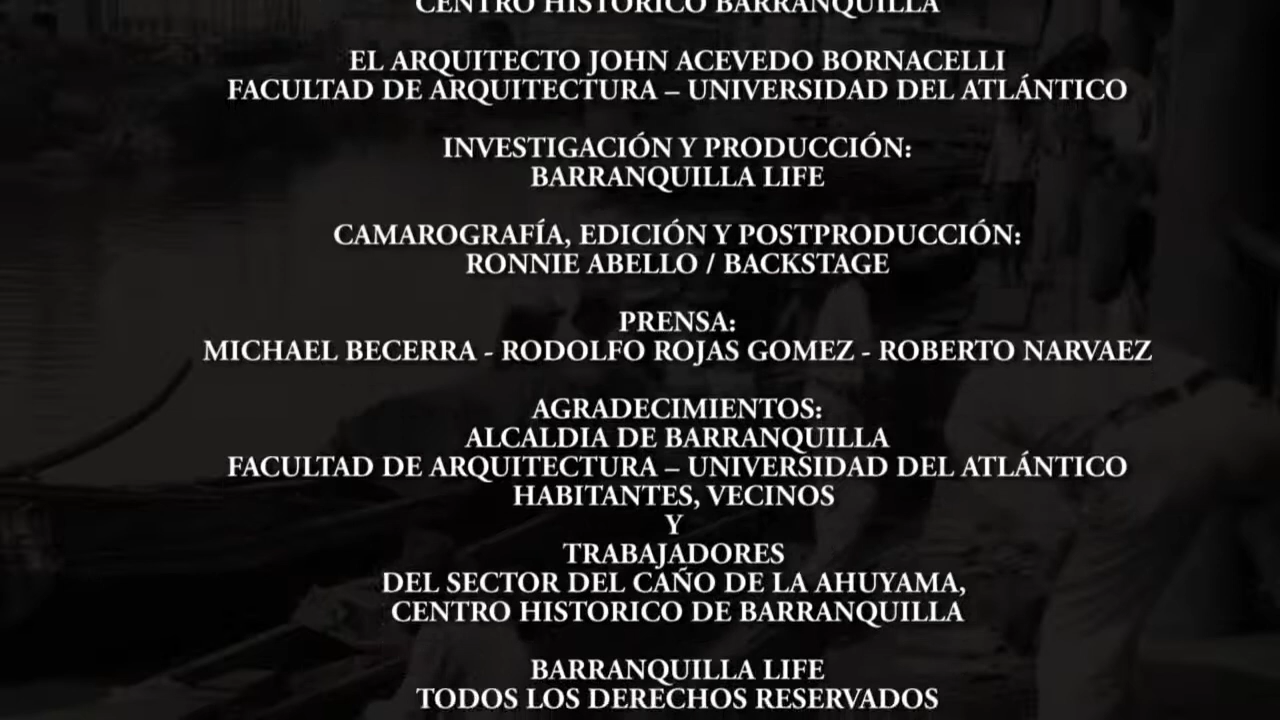 CENTRO HISTORICO BARRANQUILLA
EL ARQUITECTO JOHN ACEVEDO BORNACELLI
FACULTAD DE ARQUITECTURA – UNIVERSIDAD DEL ATLÁNTICO
INVESTIGACIÓN Y PRODUCCIÓN:
BARRANQUILLA LIFE
CAMAROGRAFÍA, EDICIÓN Y POSTPRODUCCIÓN:
RONNIE ABELLO / BACKSTAGE
PRENSA:
MICHAEL BECERRA - RODOLFO ROJAS GOMEZ - ROBERTO NARVAEZ
AGRADECIMIENTOS:
ALCALDIA DE BARRANQUILLA
FACULTAD DE ARQUITECTURA – UNIVERSIDAD DEL ATLÁNTICO
HABITANTES, VECINOS
Y
TRABAJADORES
DEL SECTOR DEL CAÑO DE LA AHUYAMA,
CENTRO HISTORICO DE BARRANQUILLA
BARRANQUILLA LIFE
TODOS LOS DERECHOS RESERVADOS